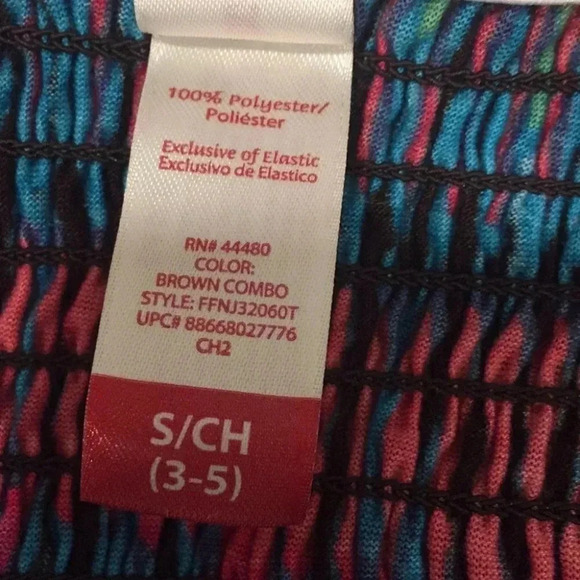 100% Polyester/
Poliéster
Exclusive of Elastic
Exclusivo de Elastico
RN# 44480
COLOR:
BROWN COMBO
STYLE: FFNJ32060T
UPC# 88668027776
CH2
S/CH
(3-5)